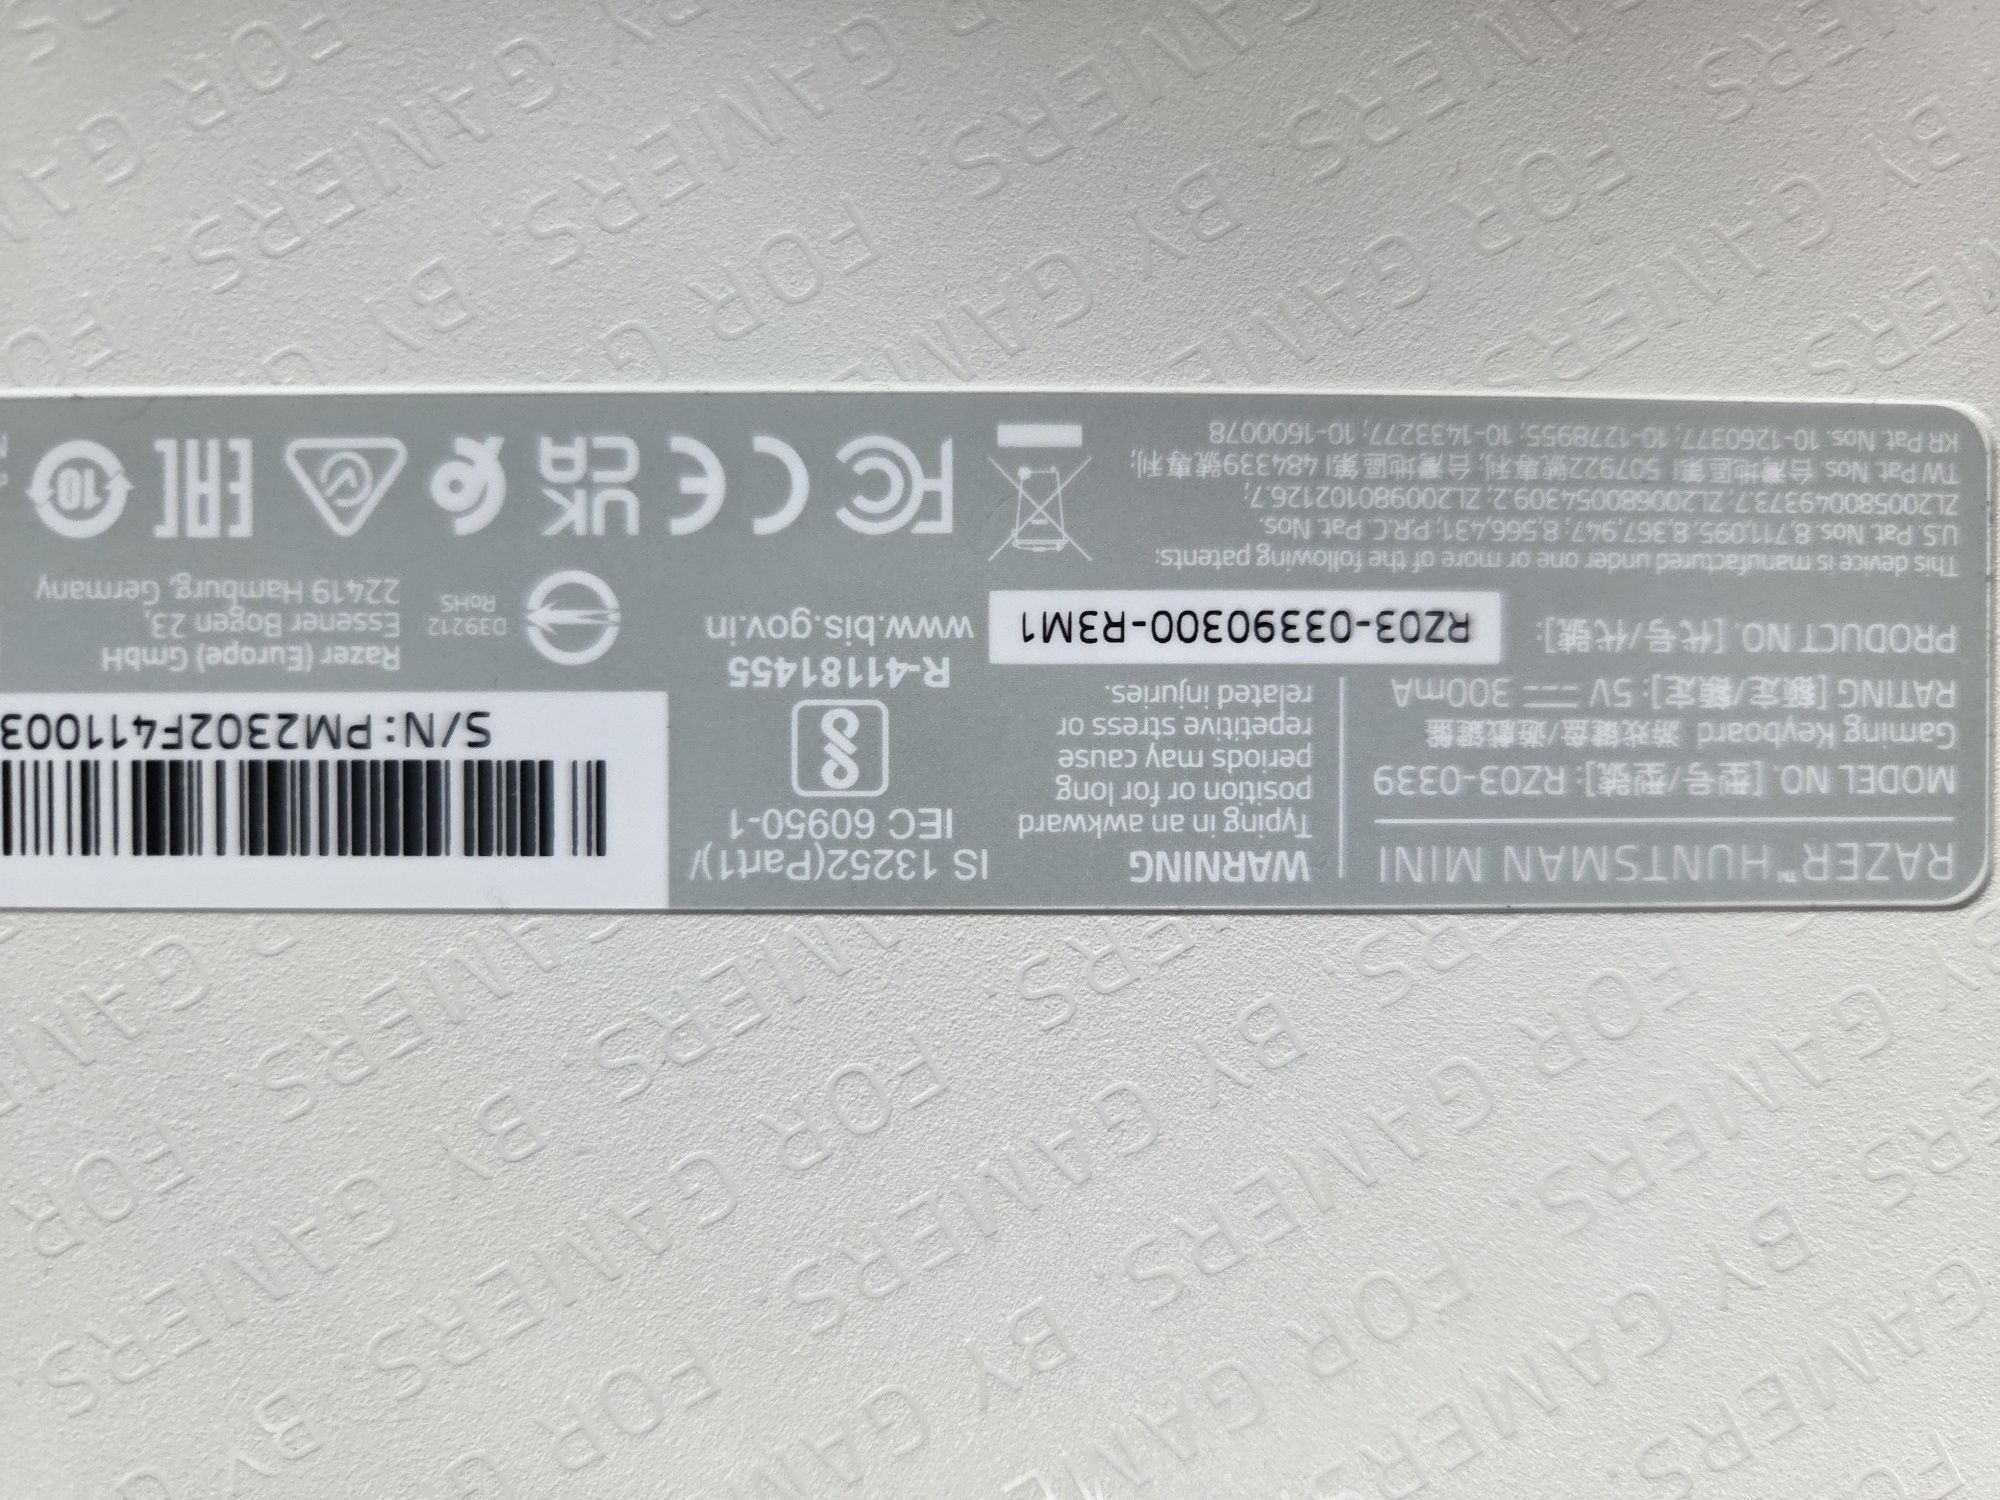 RAZER™ HUNTSMAN MINI
MODEL NO. [型号/型號]: RZ03-0339
Gaming Keyboard 游戏键盘/遊戲鍵盤
RATING [额定/額定]: 5V ⎓ 300mA
PRODUCT NO. [代号/代號]:
RZ03-03390300-R3M1
This device is manufactured under one or more of the following patents:
U.S. Pat. Nos. 8,711,095; 8,367,947; 8,566,431; P.R.C. Pat. Nos.
ZL200580049373.7; ZL200680054309.2; ZL200980102126.7;
TW Pat. Nos. 台灣地區第I 507922號專利; 台灣地區第I 484339號專利;
KR Pat. Nos. 10-1260377; 10-1278955; 10-1433277; 10-1600078
WARNING
Typing in an awkward
position or for long
periods may cause
repetitive stress or
related injuries.
IS 13252(Part1)/
IEC 60950-1
R-41181455
www.bis.gov.in
FC CE UK
CA
EAC
10
S/N:PM2302F411003
D39212
RoHS
Razer (Europe) GmbH
Essener Bogen 23,
22419 Hamburg, Germany
FOR GAMERS. BY GAMERS.